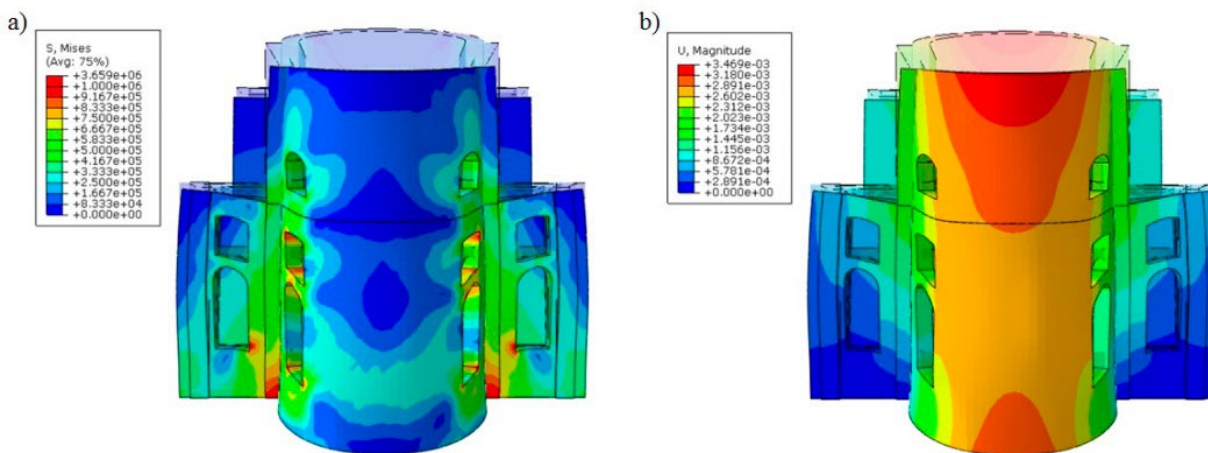 a)
S, Mises
(Avg: 75%)
+3.659e+06
+1.000e+06
+9.167e+05
+8.333e+05
+7.500e+05
+6.667e+05
+5.833e+05
+5.000e+05
+4.167e+05
+3.333e+05
+2.500e+05
+1.667e+05
+8.333e+04
+0.000e+00
b)
U, Magnitude
+3.469e-03
+3.180e-03
+2.891e-03
+2.602e-03
+2.312e-03
+2.023e-03
+1.734e-03
+1.445e-03
+1.156e-03
+8.672e-04
+5.781e-04
+2.891e-04
+0.000e+00